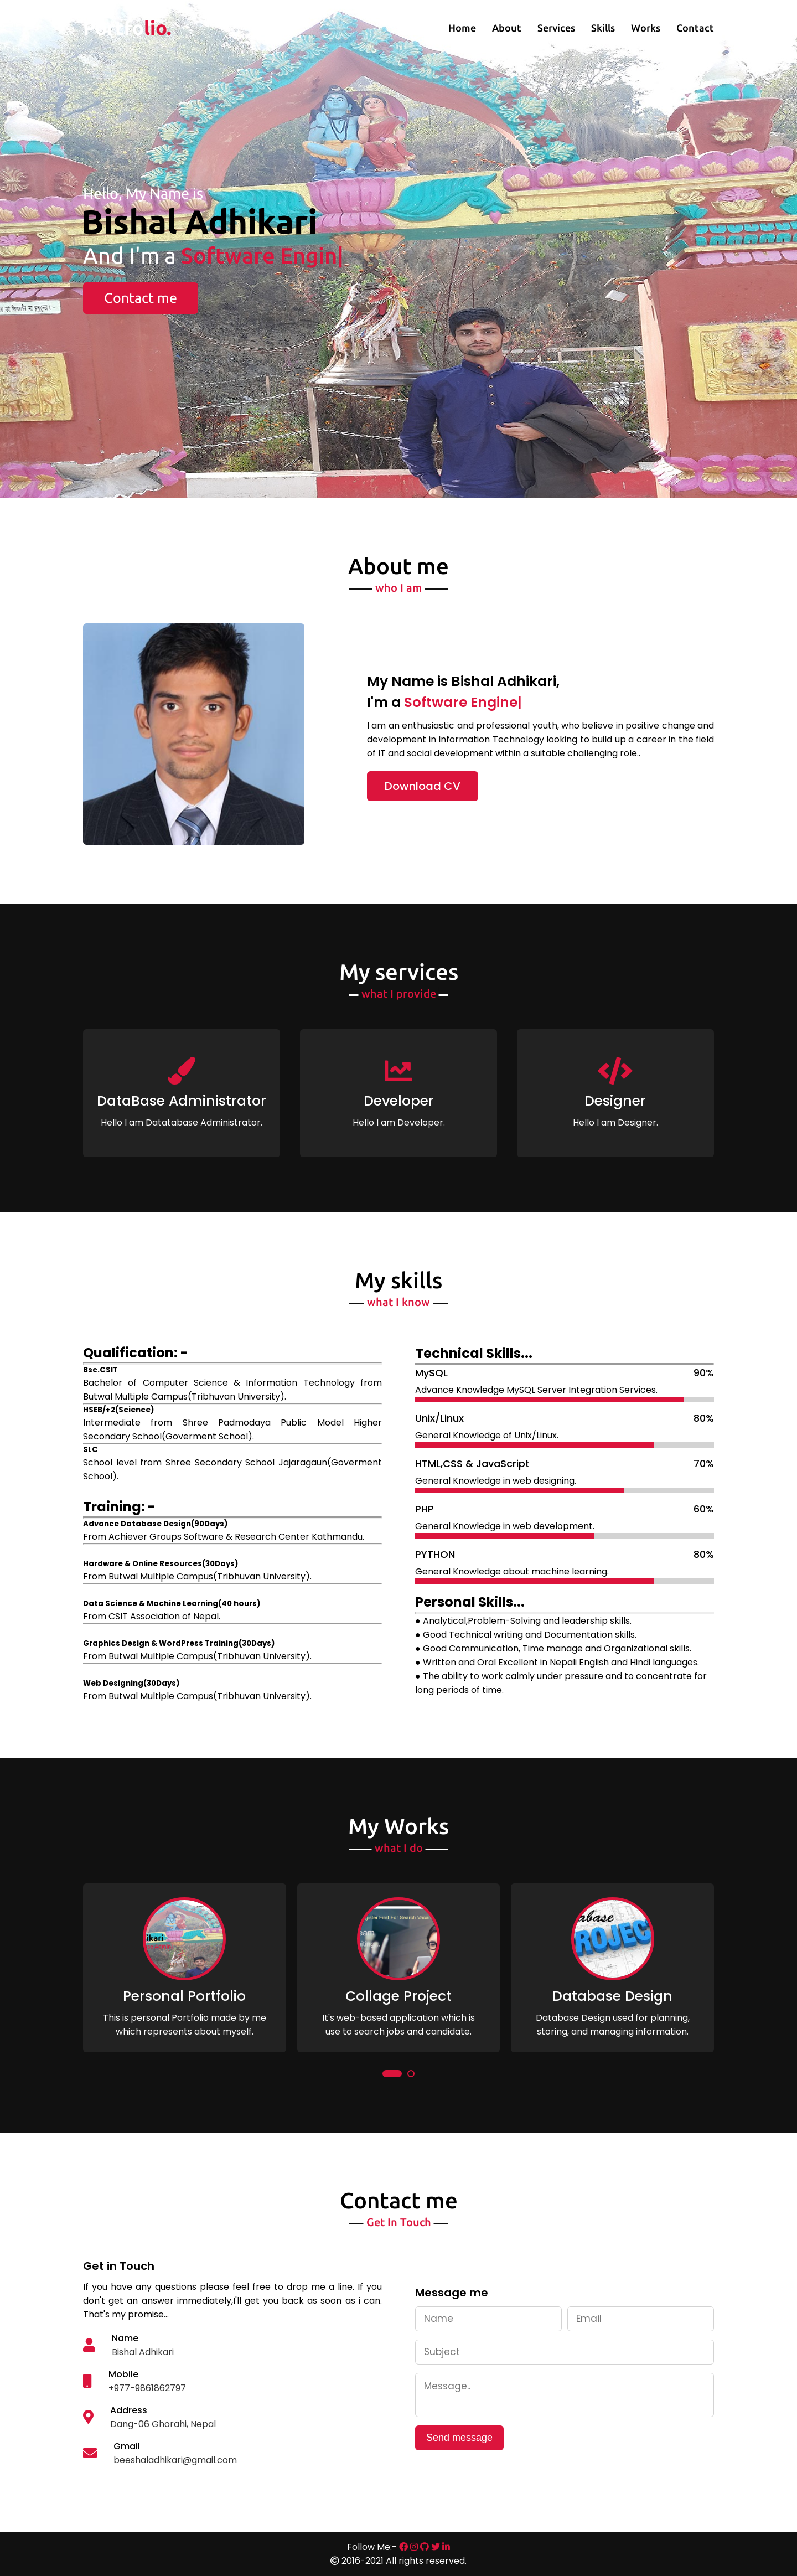 Portfolio.
Home About Services Skills Works Contact
Hello, My Name is
Bishal Adhikari
And I'm a Software Engin|
Contact me
About me
who I am
My Name is Bishal Adhikari,
I'm a Software Engine|
I am an enthusiastic and professional youth, who believe in positive change and
development in Information Technology looking to build up a career in the field
of IT and social development within a suitable challenging role..
Download CV
My services
what I provide
DataBase Administrator
Hello I am Datatabase Administrator.
Developer
Hello I am Developer.
Designer
Hello I am Designer.
My skills
what I know
Qualification: -
Bsc.CSIT
Bachelor of Computer Science & Information Technology from
Butwal Multiple Campus(Tribhuvan University).
HSEB/+2(Science)
Intermediate from Shree Padmodaya Public Model Higher
Secondary School(Goverment School).
SLC
School level from Shree Secondary School Jajaragaun(Goverment
School).
Training: -
Advance Database Design(90Days)
From Achiever Groups Software & Research Center Kathmandu.
Hardware & Online Resources(30Days)
From Butwal Multiple Campus(Tribhuvan University).
Data Science & Machine Learning(40 hours)
From CSIT Association of Nepal.
Graphics Design & WordPress Training(30Days)
From Butwal Multiple Campus(Tribhuvan University).
Web Designing(30Days)
From Butwal Multiple Campus(Tribhuvan University).
Technical Skills...
MySQL 90%
Advance Knowledge MySQL Server Integration Services.
Unix/Linux 80%
General Knowledge of Unix/Linux.
HTML,CSS & JavaScript 70%
General Knowledge in web designing.
PHP 60%
General Knowledge in web development.
PYTHON 80%
General Knowledge about machine learning.
Personal Skills...
● Analytical,Problem-Solving and leadership skills.
● Good Technical writing and Documentation skills.
● Good Communication, Time manage and Organizational skills.
● Written and Oral Excellent in Nepali English and Hindi languages.
● The ability to work calmly under pressure and to concentrate for
long periods of time.
My Works
what I do
Personal Portfolio
This is personal Portfolio made by me
which represents about myself.
Collage Project
It's web-based application which is
use to search jobs and candidate.
Database Design
Database Design used for planning,
storing, and managing information.
Contact me
Get In Touch
Get in Touch
If you have any questions please feel free to drop me a line. If you
don't get an answer immediately,I'll get you back as soon as i can.
That's my promise...
Name
Bishal Adhikari
Mobile
+977-9861862797
Address
Dang-06 Ghorahi, Nepal
Gmail
beeshaladhikari@gmail.com
Message me
Name Email
Subject
Message..
Send message
Follow Me:-
© 2016-2021 All rights reserved.